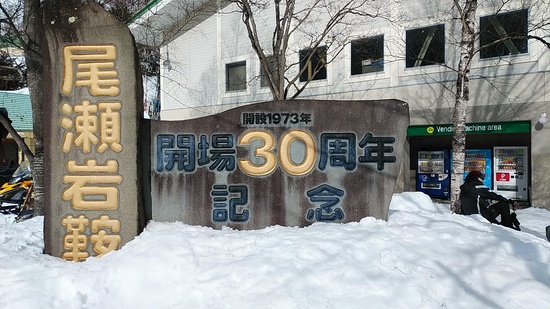 尾瀬岩鞍
開設1973年
開場30周年
記念
Vending machine area